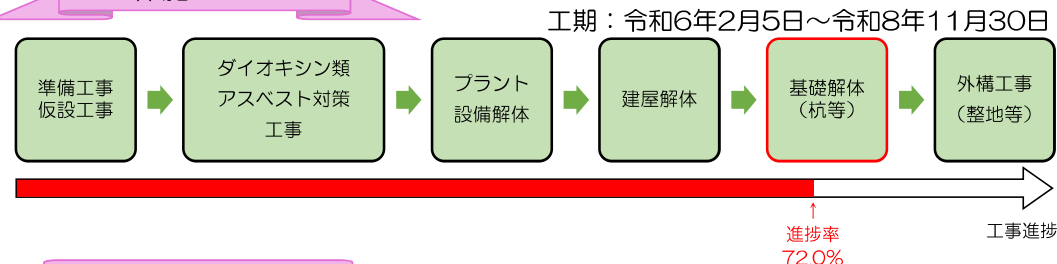 工期：令和6年2月5日～令和8年11月30日
準備工事
仮設工事
ダイオキシン類
アスベスト対策
工事
プラント
設備解体
建屋解体
基礎解体
（杭等）
外構工事
（整地等）
↑
進捗率
72.0%
工事進捗